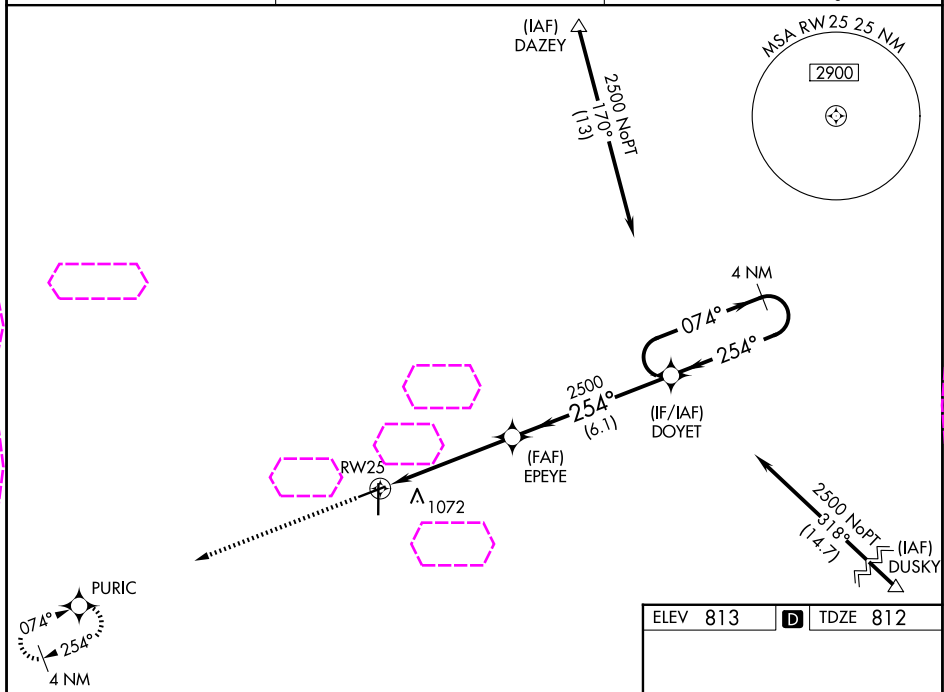 (IAF)
DAZEY
MSA RW 25 25 NM
2900
2500 NoPT
170°
(13)
4 NM
074°
254°
2500
254°
(6.1)
(IF/IAF)
DOYET
(FAF)
EPEYE
RW25
1072
2500 NoPT
318°
(14.7)
(IAF)
DUSKY
PURIC
074°
254°
4 NM
ELEV 813 D TDZE 812